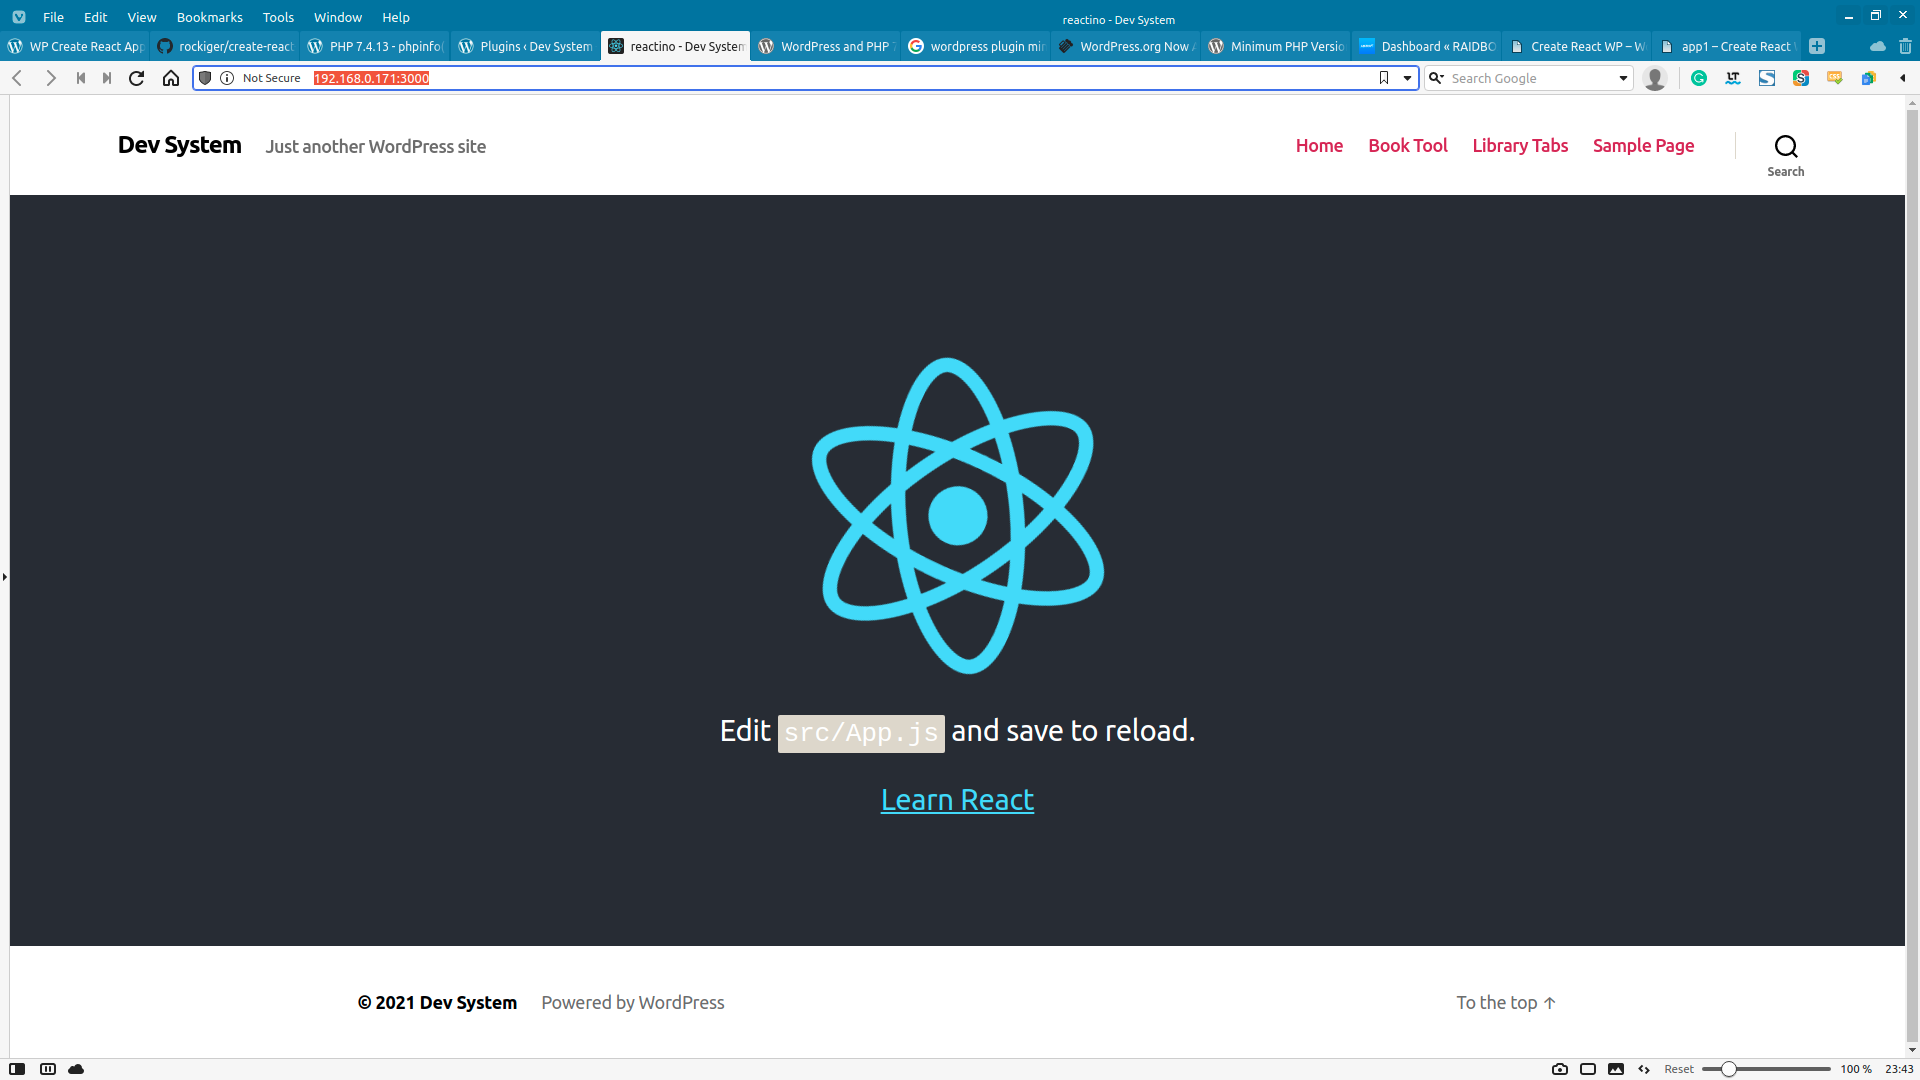 File Edit View Bookmarks Tools Window Help
reactino - Dev System
WP Create React App rockiger/create-react PHP 7.4.13 - phpinfo( Plugins ‹ Dev System reactino - Dev System WordPress and PHP wordpress plugin min WordPress.org Now Minimum PHP Versio Dashboard « RAIDBO Create React WP – W app1 – Create React
Not Secure 192.168.0.171:3000 Search Google
Dev System Just another WordPress site Home Book Tool Library Tabs Sample Page
Search
Edit src/App.js and save to reload.
Learn React
© 2021 Dev System Powered by WordPress To the top ↑
Reset 100 % 23:43